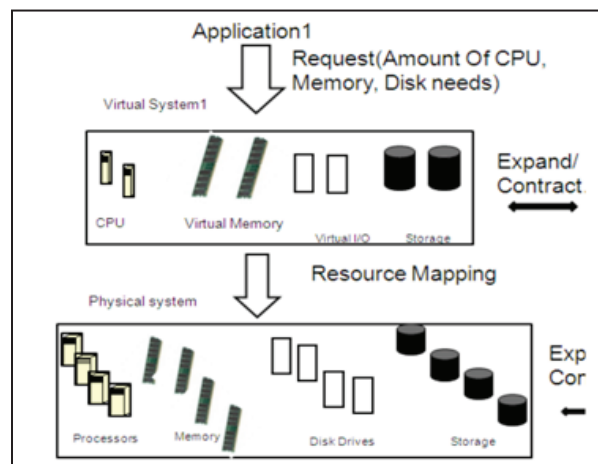 Application1
Request(Amount Of CPU,
Memory, Disk needs)
Virtual System1
Expand/
Contract
CPU
Virtual Memory
Virtual I/O
Storage
Resource Mapping
Physical system
Exp
Cor
Processors
Memory
Disk Drives
Storage